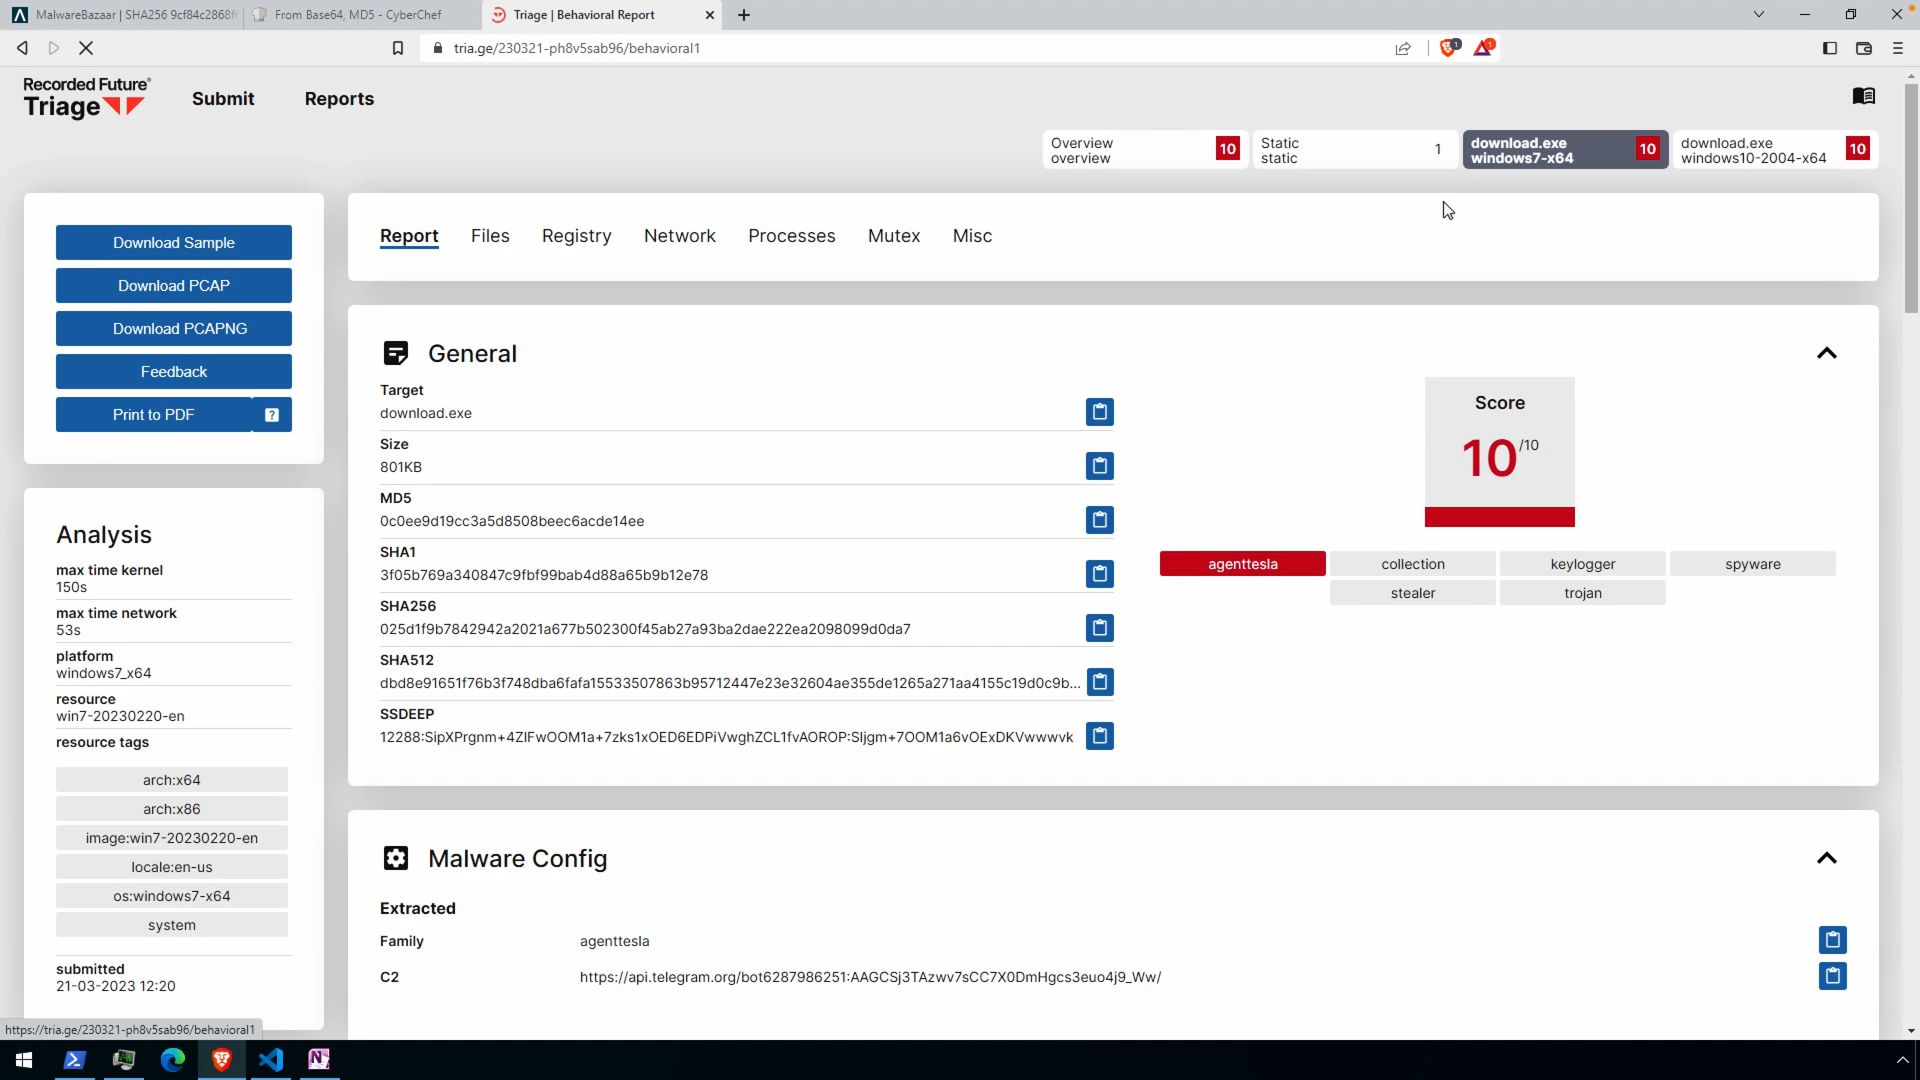 MalwareBazaar | SHA256 9cf84c2868f
From Base64, MD5 - CyberChef
Triage | Behavioral Report
tria.ge/230321-ph8v5sab96/behavioral1
1
1
Recorded Future®
Triage
Submit
Reports
Overview
overview
10
Static
static
1
download.exe
windows7-x64
10
download.exe
windows10-2004-x64
10
Download Sample
Download PCAP
Download PCAPNG
Feedback
Print to PDF
?
Report
Files
Registry
Network
Processes
Mutex
Misc
General
Target
download.exe
Size
801KB
MD5
0c0ee9d19cc3a5d8508beec6acde14ee
SHA1
3f05b769a340847c9fbf99bab4d88a65b9b12e78
SHA256
025d1f9b7842942a2021a677b502300f45ab27a93ba2dae222ea2098099d0da7
SHA512
dbd8e91651f76b3f748dba6fafa15533507863b95712447e23e32604ae355de1265a271aa4155c19d0c9b...
SSDEEP
12288:SipXPrgnm+4ZIFwOOM1a+7zks1xOED6EDPiVwghZCL1fvAOROP:SIjgm+7OOM1a6vOExDKVwwwvk
Score
10/10
agenttesla
collection
keylogger
spyware
stealer
trojan
Analysis
max time kernel
150s
max time network
53s
platform
windows7_x64
resource
win7-20230220-en
resource tags
arch:x64
arch:x86
image:win7-20230220-en
locale:en-us
os:windows7-x64
system
submitted
21-03-2023 12:20
Malware Config
Extracted
Family
agenttesla
C2
https://api.telegram.org/bot6287986251:AAGCSj3TAzwv7sCC7X0DmHgcs3euo4j9_Ww/
https://tria.ge/230321-ph8v5sab96/behavioral1